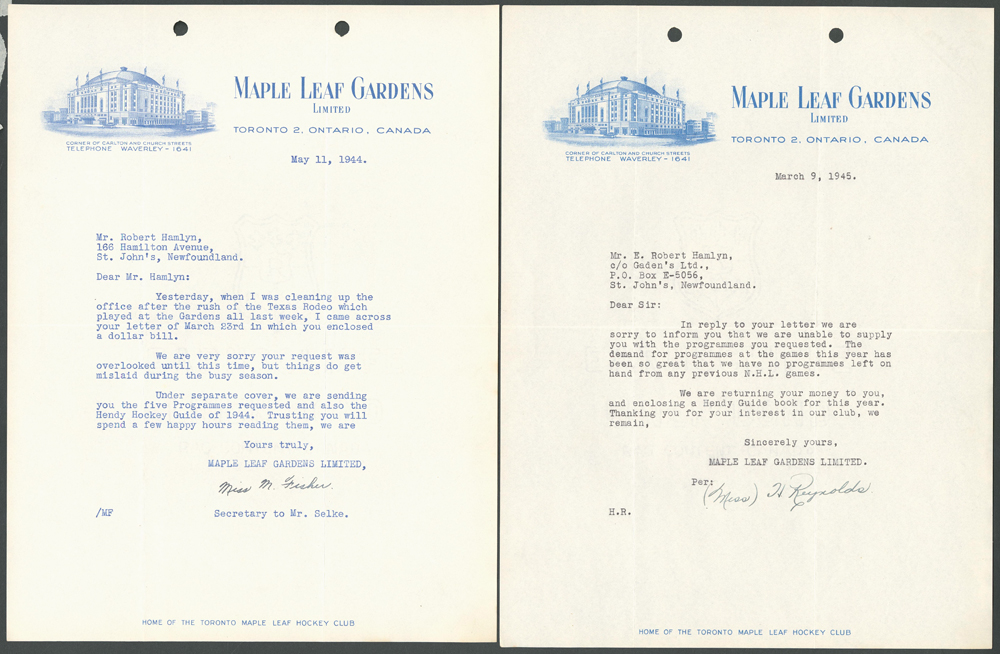 MAPLE LEAF GARDENS
LIMITED
TORONTO 2, ONTARIO, CANADA
CORNER OF CARLTON AND CHURCH STREETS
TELEPHONE WAVERLEY - 1641
May 11, 1944.
Mr. Robert Hamlyn,
166 Hamilton Avenue,
St. John's, Newfoundland.
Dear Mr. Hamlyn:
Yesterday, when I was cleaning up the
office after the rush of the Texas Rodeo which
played at the Gardens all last week, I came across
your letter of March 23rd in which you enclosed
a dollar bill.
We are very sorry your request was
overlooked until this time, but things do get
mislaid during the busy season.
Under separate cover, we are sending
you the five Programmes requested and also the
Hendy Hockey Guide of 1944. Trusting you will
spend a few happy hours reading them, we are
Yours truly,
MAPLE LEAF GARDENS LIMITED,
Miss M. Fisher.
/MF Secretary to Mr. Selke.
HOME OF THE TORONTO MAPLE LEAF HOCKEY CLUB
MAPLE LEAF GARDENS
LIMITED
TORONTO 2, ONTARIO, CANADA
CORNER OF CARLTON AND CHURCH STREETS
TELEPHONE WAVERLEY - 1641
March 9, 1945.
Mr. E. Robert Hamlyn,
c/o Gaden's Ltd.,
P.O. Box E-5056,
St. John's, Newfoundland.
Dear Sir:
In reply to your letter we are
sorry to inform you that we are unable to supply
you with the programmes you requested. The
demand for programmes at the games this year has
been so great that we have no programmes left on
hand from any previous N.H.L. games.
We are returning your money to you,
and enclosing a Hendy Guide book for this year.
Thanking you for your interest in our club, we
remain,
Sincerely yours,
MAPLE LEAF GARDENS LIMITED.
Per:
(Miss) H Reynolds
H.R.
HOME OF THE TORONTO MAPLE LEAF HOCKEY CLUB